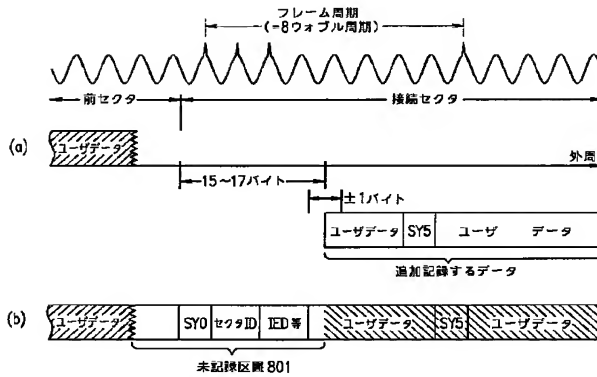 フレーム周期
(=8ウォブル周期)
前セクタ
接続セクタ
(a)
ユーザデータ
外周
15~17バイト
±1バイト
ユーザデータ
SY5
ユーザ データ
追加記録するデータ
(b)
ユーザデータ
SY0
セクタID
IED等
ユーザデータ
SY5
ユーザデータ
未記録区間801